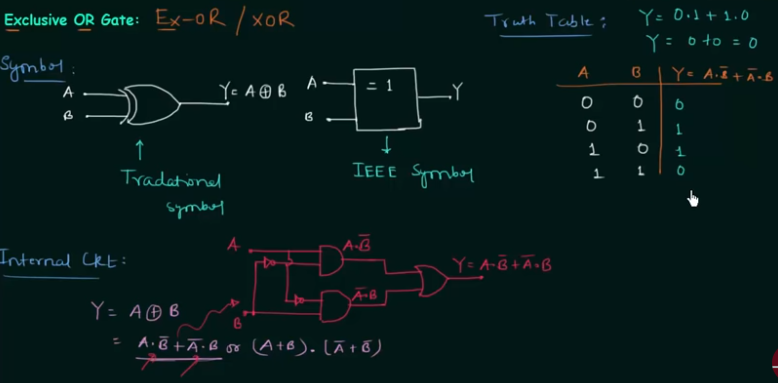 Exclusive OR Gate: Ex-OR / XOR
Symbol:
A
B
Y= A ⊕ B
Tradational
symbol
A
B
= 1
Y
IEEE Symbol
Truth Table:
Y= 0.1 + 1.0
Y= 0 + 0 = 0
A B Y= A.B̅ + A̅.B
0 0 0
0 1 1
1 0 1
1 1 0
Internal Ckt:
A
B
A.B̅
A̅.B
Y= A.B̅ + A̅.B
Y= A ⊕ B
= A.B̅ + A̅.B or (A+B).(A̅+B̅)